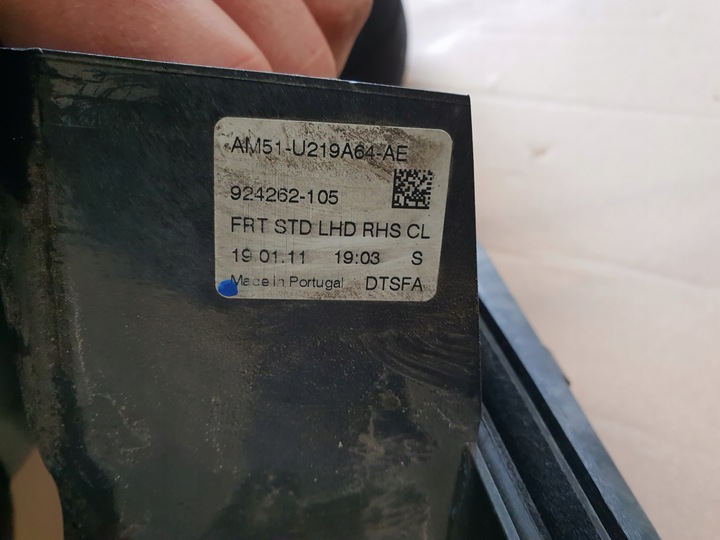 AM51-U219A64-AE
924262-105
FRT STD LHD RHS CL
19.01.11 19:03 S
Made in Portugal DTSFA